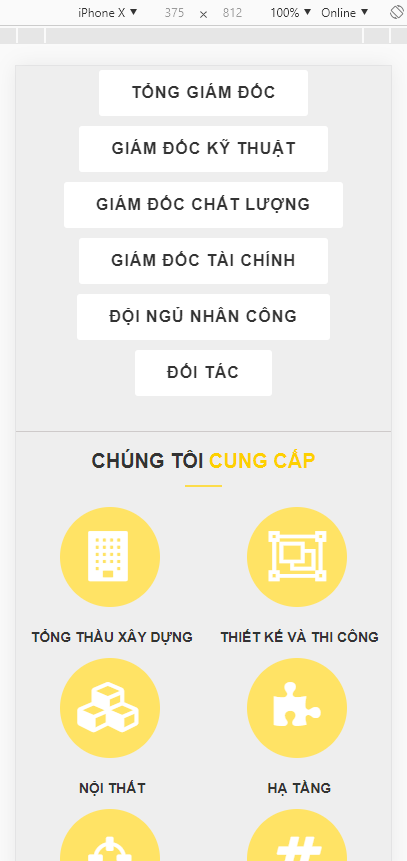 iPhone X ▼ 375 × 812 100% ▼ Online ▼
TỔNG GIÁM ĐỐC
GIÁM ĐỐC KỸ THUẬT
GIÁM ĐỐC CHẤT LƯỢNG
GIÁM ĐỐC TÀI CHÍNH
ĐỘI NGỦ NHÂN CÔNG
ĐỐI TÁC
CHÚNG TÔI CUNG CẤP
TỔNG THẦU XÂY DỰNG
THIẾT KẾ VÀ THI CÔNG
NỘI THẤT
HẠ TẦNG